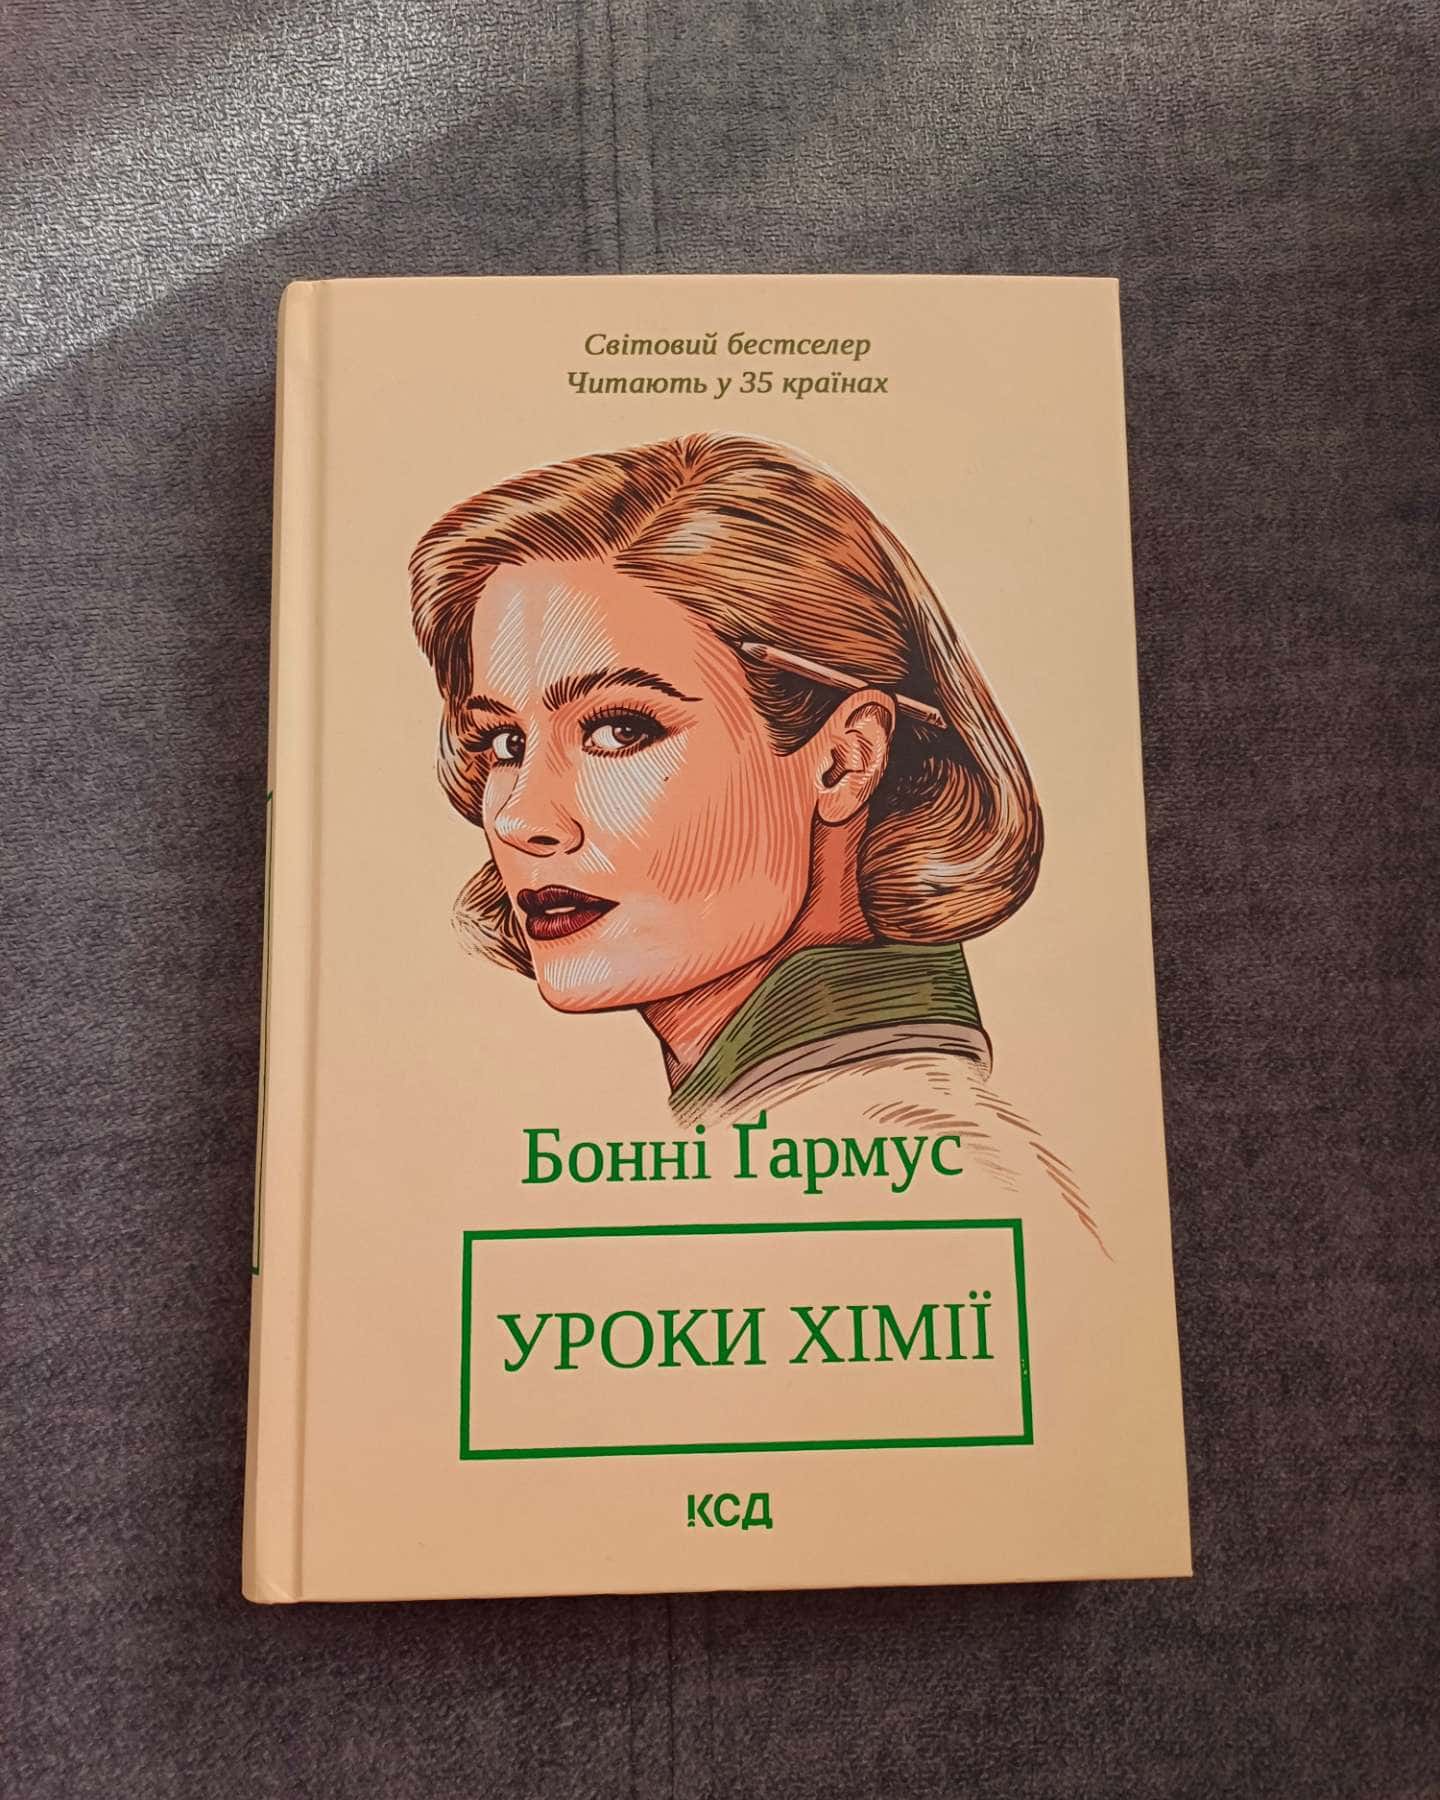 Світовий бестселер
Читають у 35 країнах
Бонні Ґармус
УРОКИ ХІМІЇ
КСД